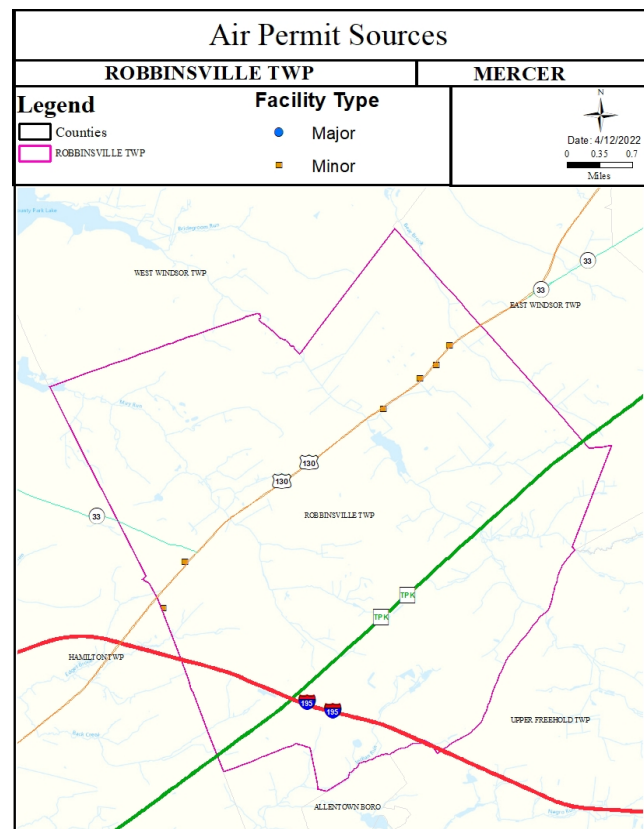 Air Permit Sources
ROBBINSVILLE TWP
MERCER
Legend
Counties
ROBBINSVILLE TWP
Facility Type
Major
Minor
N
Date: 4/12/2022
0 0.35 0.7
Miles
WEST WINDSOR TWP
33
33
EAST WINDSOR TWP
130
130
33
ROBBINSVILLE TWP
TPK
TPK
HAMILTON TWP
195
195
UPPER FREEHOLD TWP
ALLENTOWN BORO